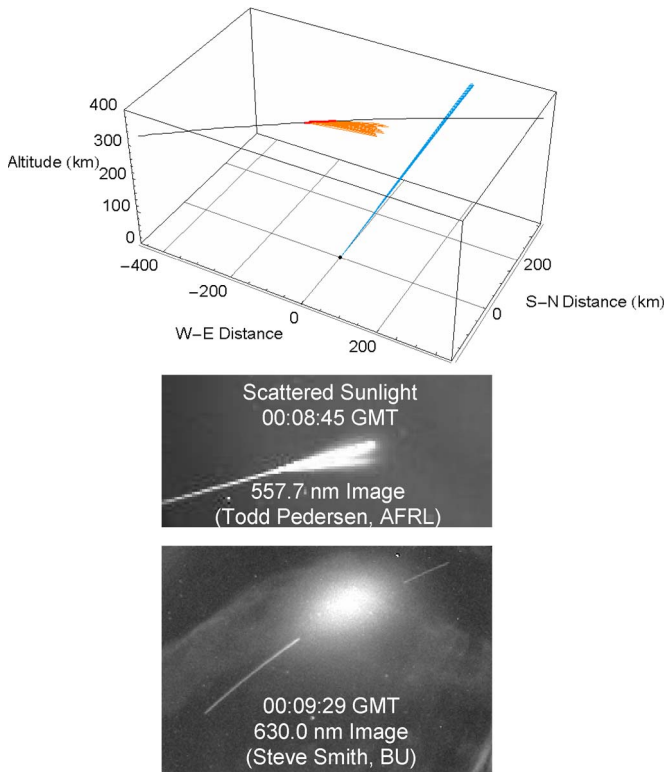 400
300
Altitude (km)
200
100
0
−400
−200
0
200
W−E Distance
200
0
S−N Distance (km)
Scattered Sunlight
00:08:45 GMT
557.7 nm Image
(Todd Pedersen, AFRL)
00:09:29 GMT
630.0 nm Image
(Steve Smith, BU)